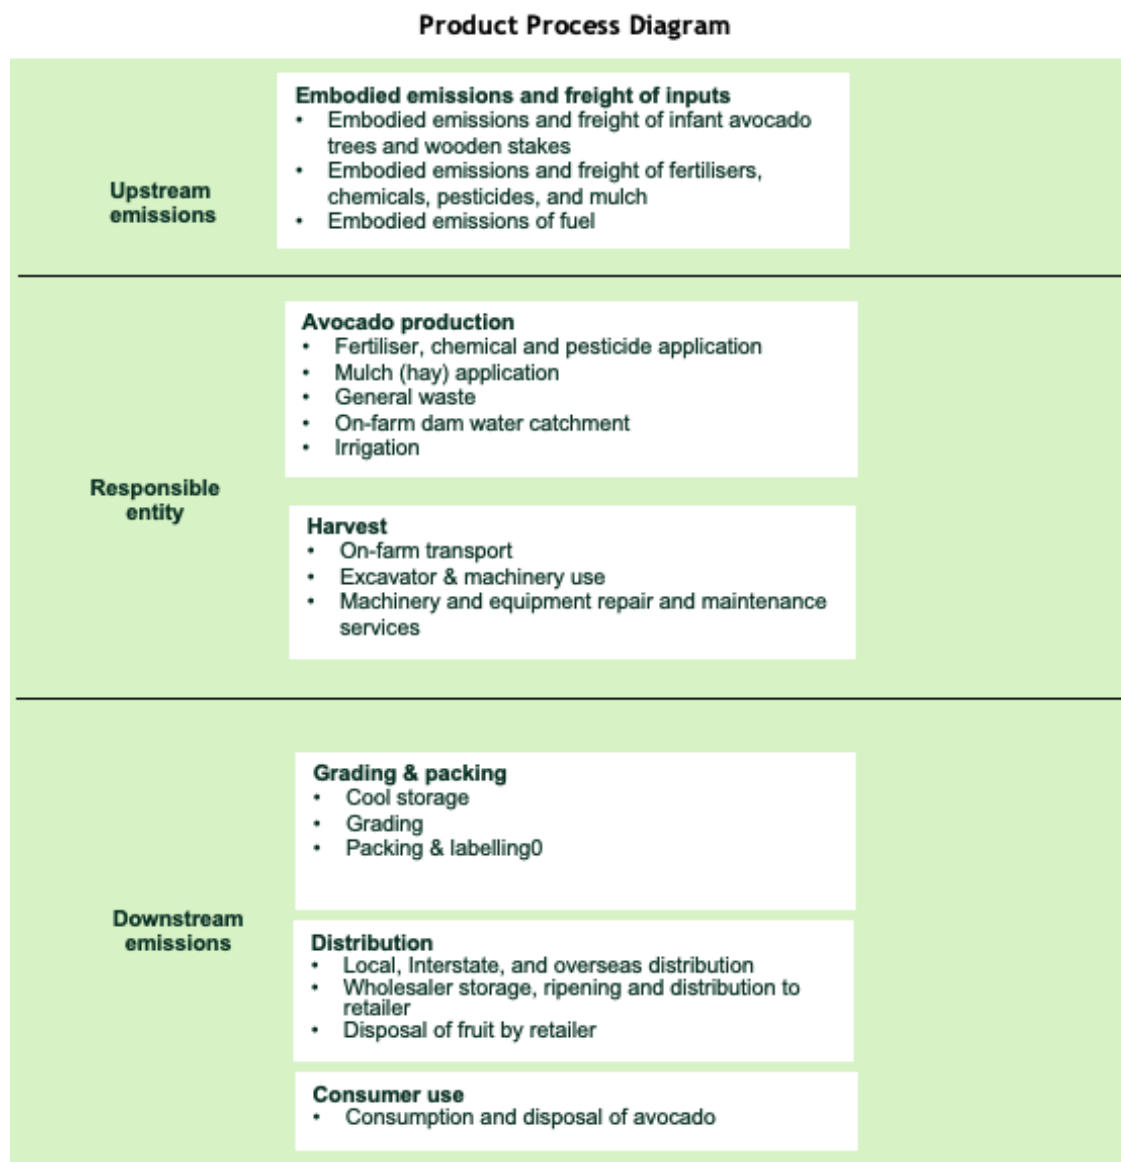 Product Process Diagram
Upstream
emissions
Embodied emissions and freight of inputs
• Embodied emissions and freight of infant avocado
trees and wooden stakes
• Embodied emissions and freight of fertilisers,
chemicals, pesticides, and mulch
• Embodied emissions of fuel
Responsible
entity
Avocado production
• Fertiliser, chemical and pesticide application
• Mulch (hay) application
• General waste
• On-farm dam water catchment
• Irrigation
Harvest
• On-farm transport
• Excavator & machinery use
• Machinery and equipment repair and maintenance
services
Downstream
emissions
Grading & packing
• Cool storage
• Grading
• Packing & labelling0
Distribution
• Local, Interstate, and overseas distribution
• Wholesaler storage, ripening and distribution to
retailer
• Disposal of fruit by retailer
Consumer use
• Consumption and disposal of avocado